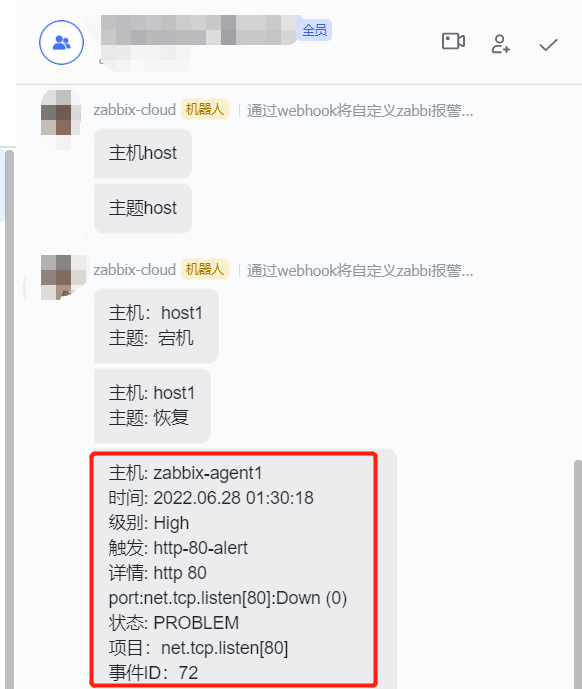 全员
zabbix-cloud 机器人 通过webhook将自定义zabbi报警...
主机host
主题host
zabbix-cloud 机器人 通过webhook将自定义zabbi报警...
主机：host1
主题：宕机
主机: host1
主题: 恢复
主机: zabbix-agent1
时间: 2022.06.28 01:30:18
级别: High
触发: http-80-alert
详情: http 80
port:net.tcp.listen[80]:Down (0)
状态: PROBLEM
项目：net.tcp.listen[80]
事件ID：72